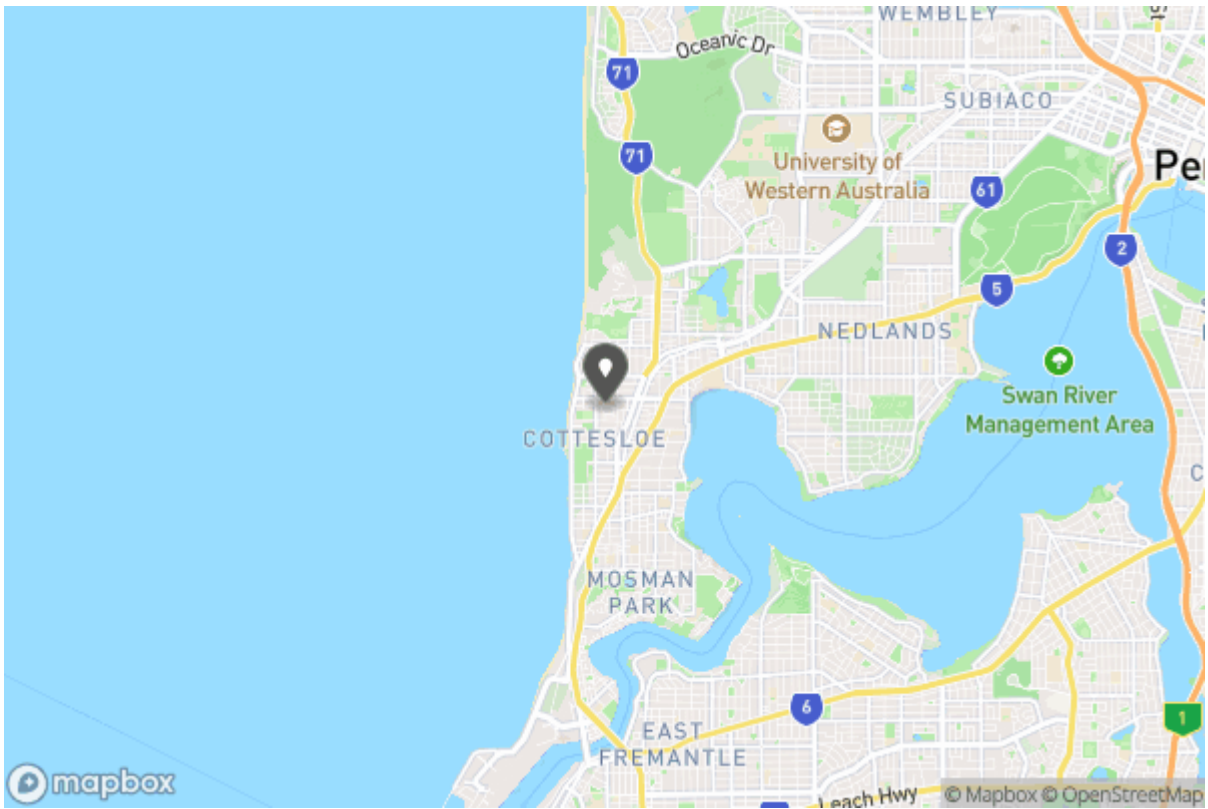 WEMBLEY
Oceanic Dr
71
SUBIACO
71
University of
Western Australia
61
Per
2
5
NEDLANDS
Swan River
Management Area
COTTESLOE
MOSMAN
PARK
6
1
EAST
FREMANTLE
mapbox
Leach Hwy
© Mapbox © OpenStreetMap